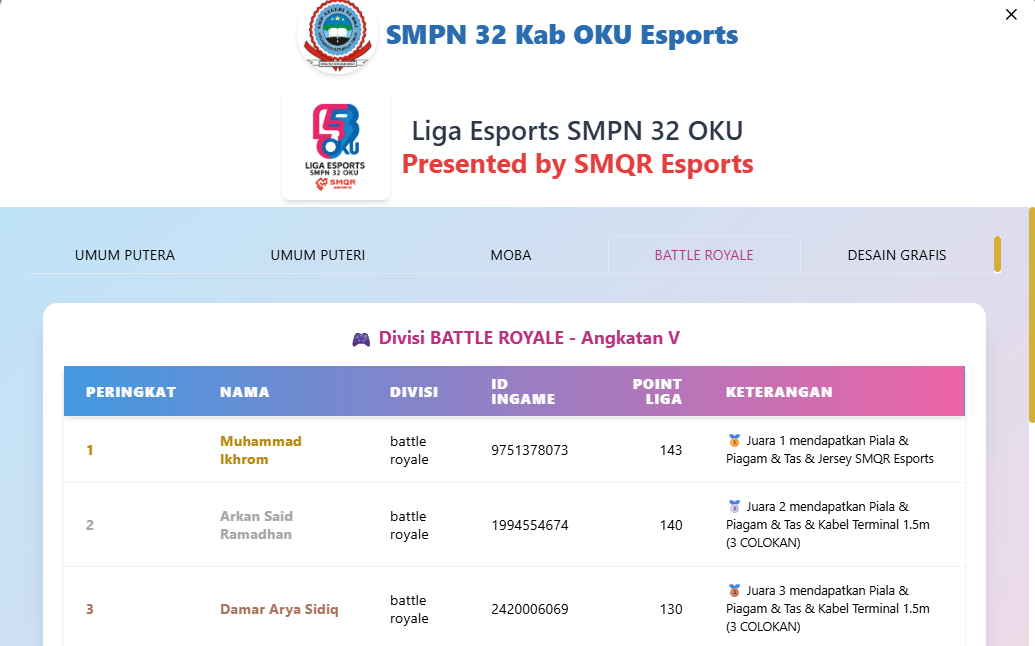 SMPN 32 Kab OKU Esports
LIGA ESPORTS
SMPN 32 OKU
SMQR
ESPORTS
Liga Esports SMPN 32 OKU
Presented by SMQR Esports
UMUM PUTERA
UMUM PUTERI
MOBA
BATTLE ROYALE
DESAIN GRAFIS
Divisi BATTLE ROYALE - Angkatan V
PERINGKAT
NAMA
DIVISI
ID
INGAME
POINT
LIGA
KETERANGAN
1
Muhammad
Ikhrom
battle
royale
9751378073
143
Juara 1 mendapatkan Piala &
Piagam & Tas & Jersey SMQR Esports
2
Arkan Said
Ramadhan
battle
royale
1994554674
140
Juara 2 mendapatkan Piala &
Piagam & Tas & Kabel Terminal 1.5m
(3 COLOKAN)
3
Damar Arya Sidiq
battle
royale
2420006069
130
Juara 3 mendapatkan Piala &
Piagam & Tas & Kabel Terminal 1.5m
(3 COLOKAN)